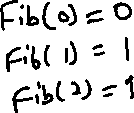 Fib(0) = 0
Fib(1) = 1
Fib(2) = 1